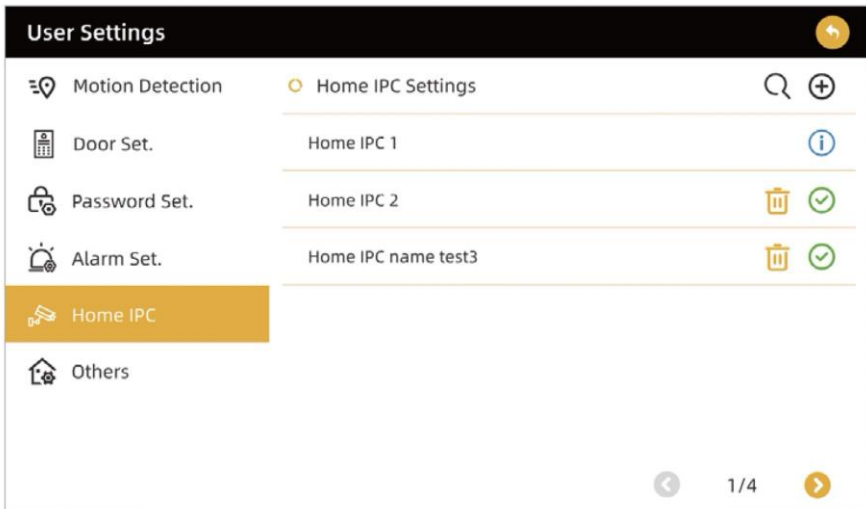 User Settings
Motion Detection
Home IPC Settings
Door Set.
Home IPC 1
Password Set.
Home IPC 2
Alarm Set.
Home IPC name test3
Home IPC
Others
1/4